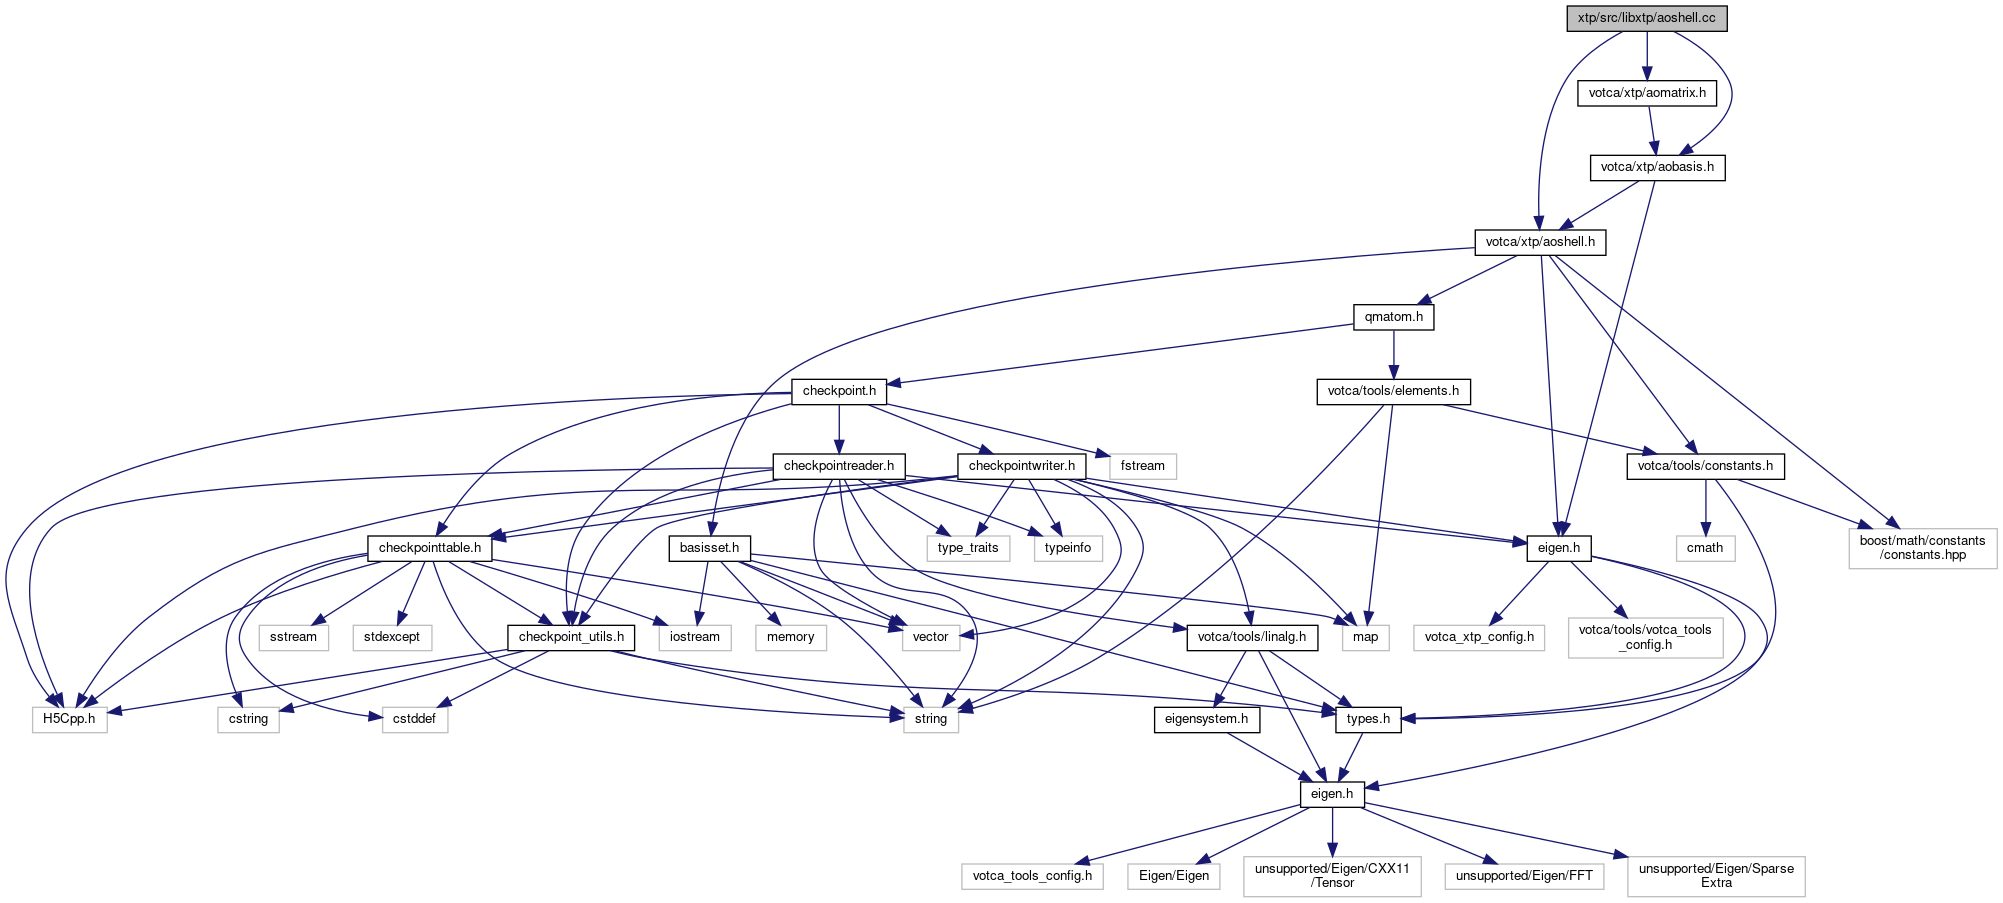 xtp/src/libxtp/aoshell.cc
votca/xtp/aomatrix.h
votca/xtp/aobasis.h
votca/xtp/aoshell.h
qmatom.h
checkpoint.h
votca/tools/elements.h
checkpointreader.h
checkpointwriter.h
fstream
votca/tools/constants.h
checkpointtable.h
basisset.h
type_traits
typeinfo
eigen.h
cmath
boost/math/constants
/constants.hpp
sstream
stdexcept
checkpoint_utils.h
iostream
memory
vector
votca/tools/linalg.h
map
votca_xtp_config.h
votca/tools/votca_tools
_config.h
H5Cpp.h
cstring
cstddef
string
eigensystem.h
types.h
eigen.h
votca_tools_config.h
Eigen/Eigen
unsupported/Eigen/CXX11
/Tensor
unsupported/Eigen/FFT
unsupported/Eigen/Sparse
Extra